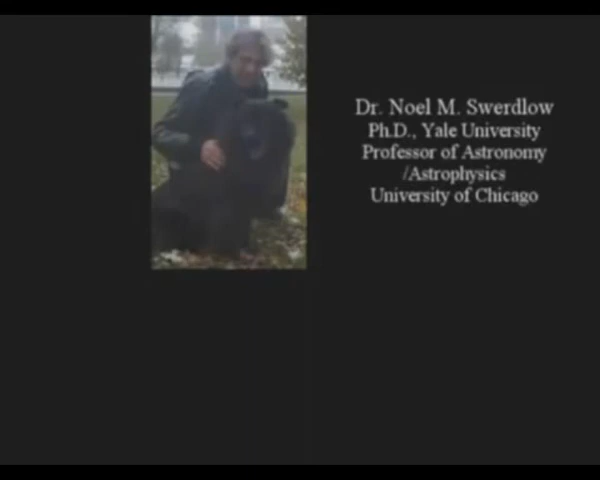 Dr. Noel M. Swerdlow
Ph.D., Yale University
Professor of Astronomy
/Astrophysics
University of Chicago